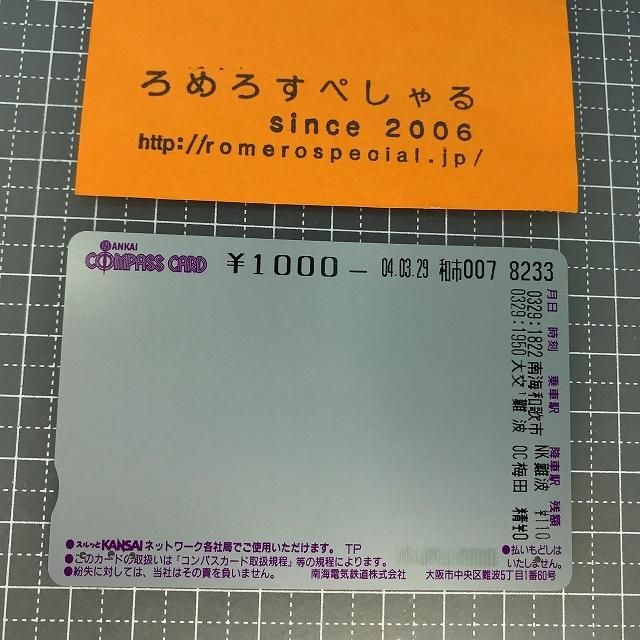 ろめろすぺしゃる
since 2006
http://romerospecial.jp/
NANKAI
COMPASS CARD
¥1000− 04.03.29 和市007 8233
月日 時刻 乗車駅 降車駅 残額
0329:1822 南海和歌市 NK難波 ¥110
0329:1950 大交!難波 OC梅田 精¥0
●スルッとKANSAI ネットワーク各社局でご使用いただけます。 TP
●このカードの取扱いは「コンパスカード取扱規程」等の規程によります。
●紛失に対しては、当社はその責を負いません。
●払いもどしは
いたしません。
南海電気鉄道株式会社 大阪市中央区難波5丁目1番60号